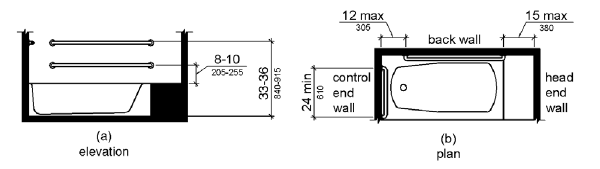 8-10
205-255
33-36
840-915
(a)
elevation
12 max
305
15 max
380
back wall
24 min
610
control
end
wall
head
end
wall
(b)
plan